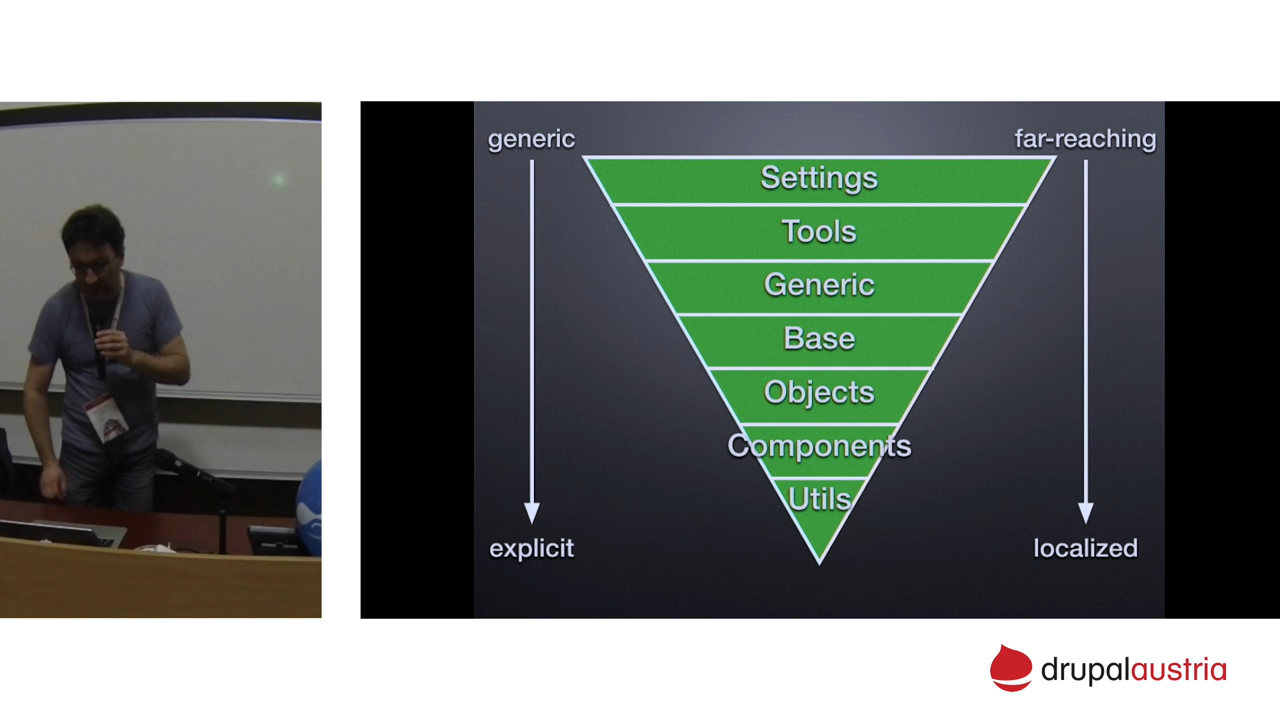 generic
far-reaching
Settings
Tools
Generic
Base
Objects
Components
Utils
explicit
localized
drupalaustria